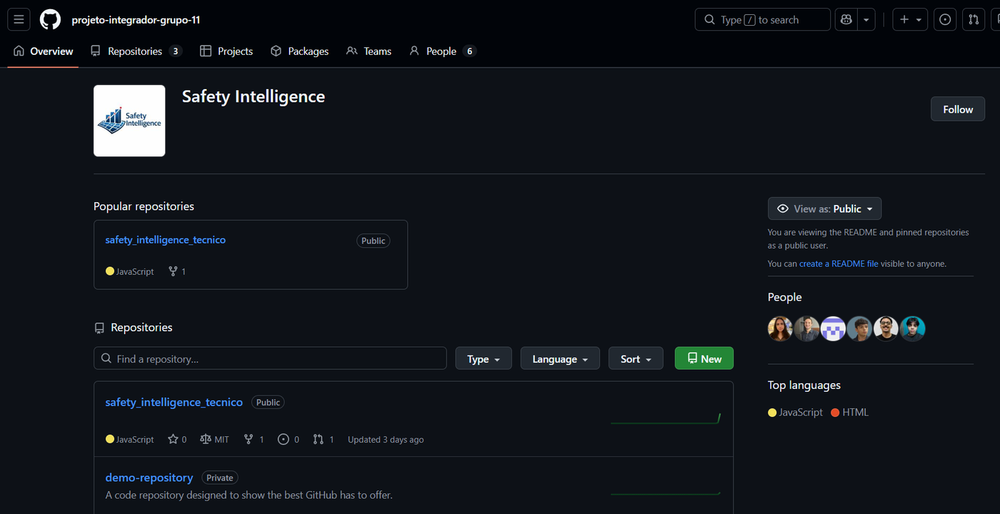 projeto-integrador-grupo-11
Type / to search
Overview
Repositories 3
Projects
Packages
Teams
People 6
Safety Intelligence
Safety
Intelligence
Follow
Popular repositories
safety_intelligence_tecnico Public
JavaScript 1
Repositories
Find a repository...
Type
Language
Sort
New
safety_intelligence_tecnico Public
JavaScript 0 MIT 1 0 1 Updated 3 days ago
demo-repository Private
A code repository designed to show the best GitHub has to offer.
View as: Public
You are viewing the README and pinned repositories
as a public user.
You can create a README file visible to anyone.
People
Top languages
JavaScript HTML